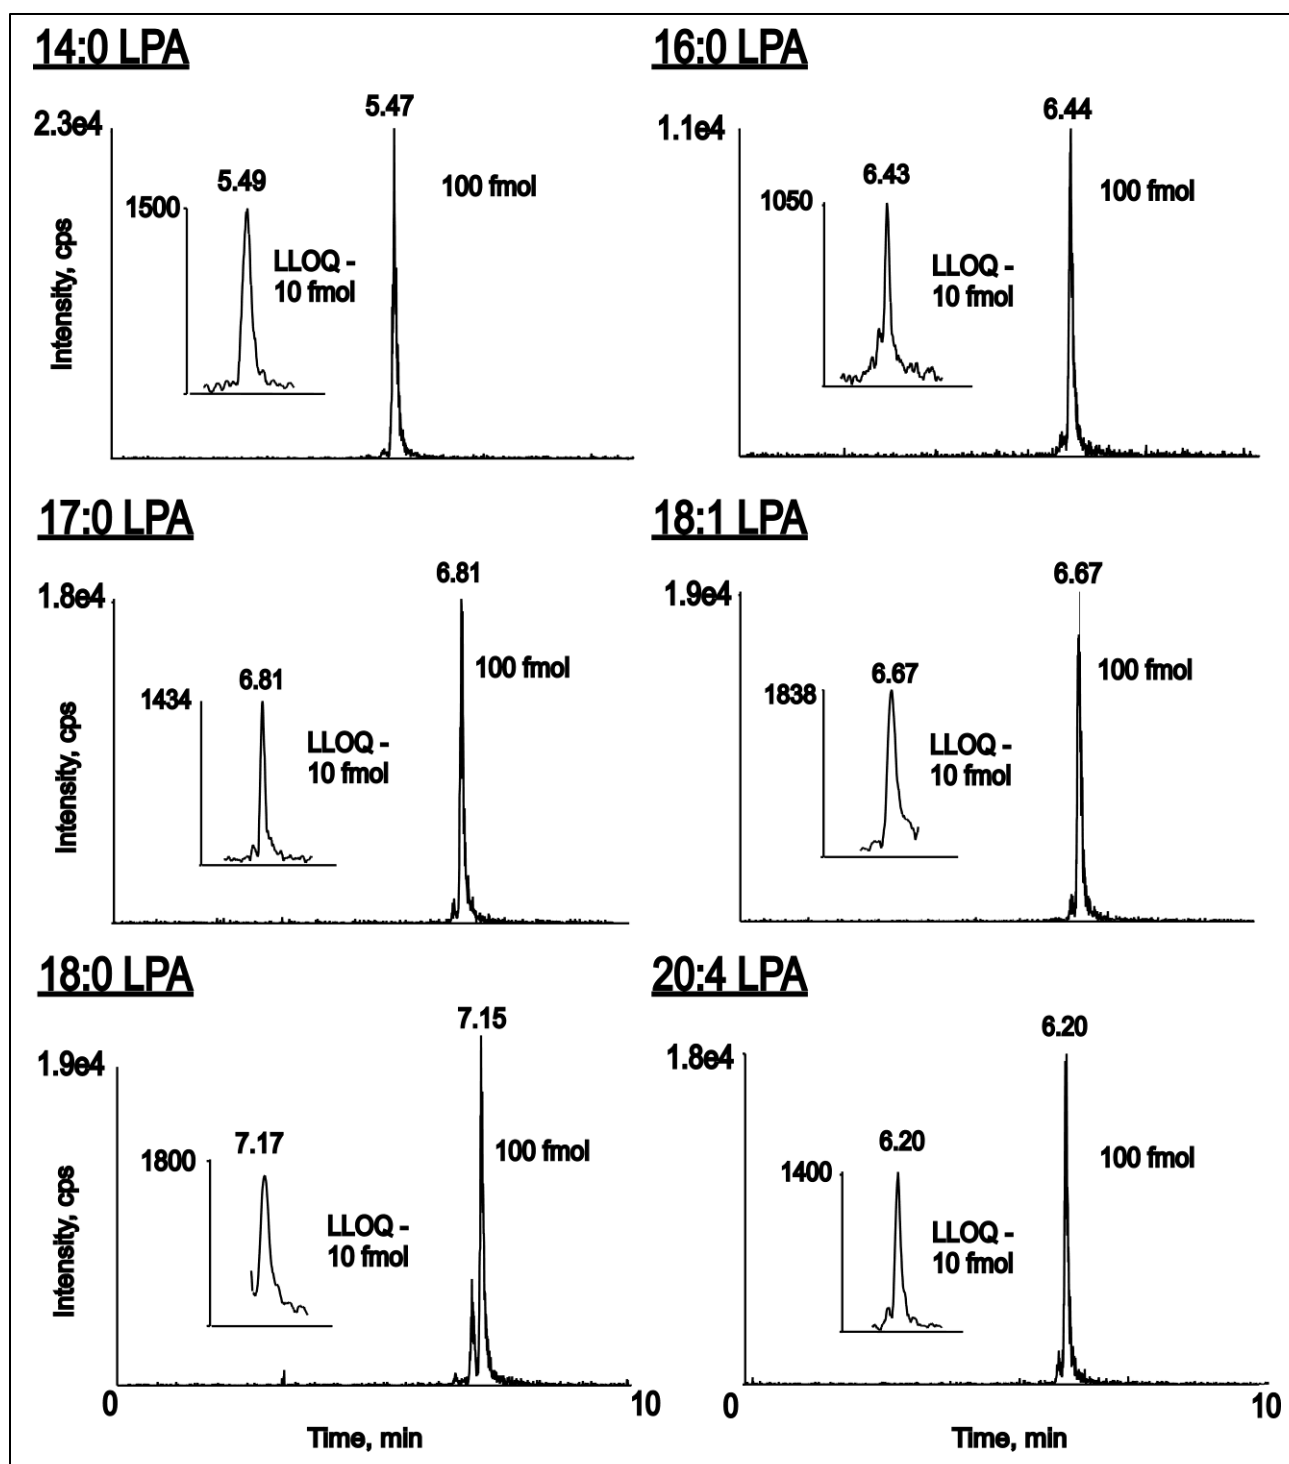 14:0 LPA
2.3e4
5.47
100 fmol
1500
5.49
LLOQ -
10 fmol
Intensity, cps
16:0 LPA
1.1e4
6.44
100 fmol
1050
6.43
LLOQ -
10 fmol
17:0 LPA
1.8e4
6.81
100 fmol
1434
6.81
LLOQ -
10 fmol
Intensity, cps
18:1 LPA
1.9e4
6.67
100 fmol
1838
6.67
LLOQ -
10 fmol
18:0 LPA
1.9e4
7.15
100 fmol
1800
7.17
LLOQ -
10 fmol
Intensity, cps
0
10
Time, min
20:4 LPA
1.8e4
6.20
100 fmol
1400
6.20
LLOQ -
10 fmol
0
10
Time, min